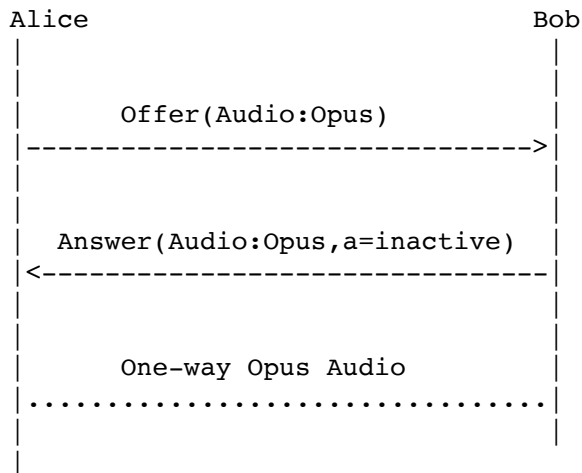 Alice Bob
Offer(Audio:Opus)
Answer(Audio:Opus,a=inactive)
One-way Opus Audio